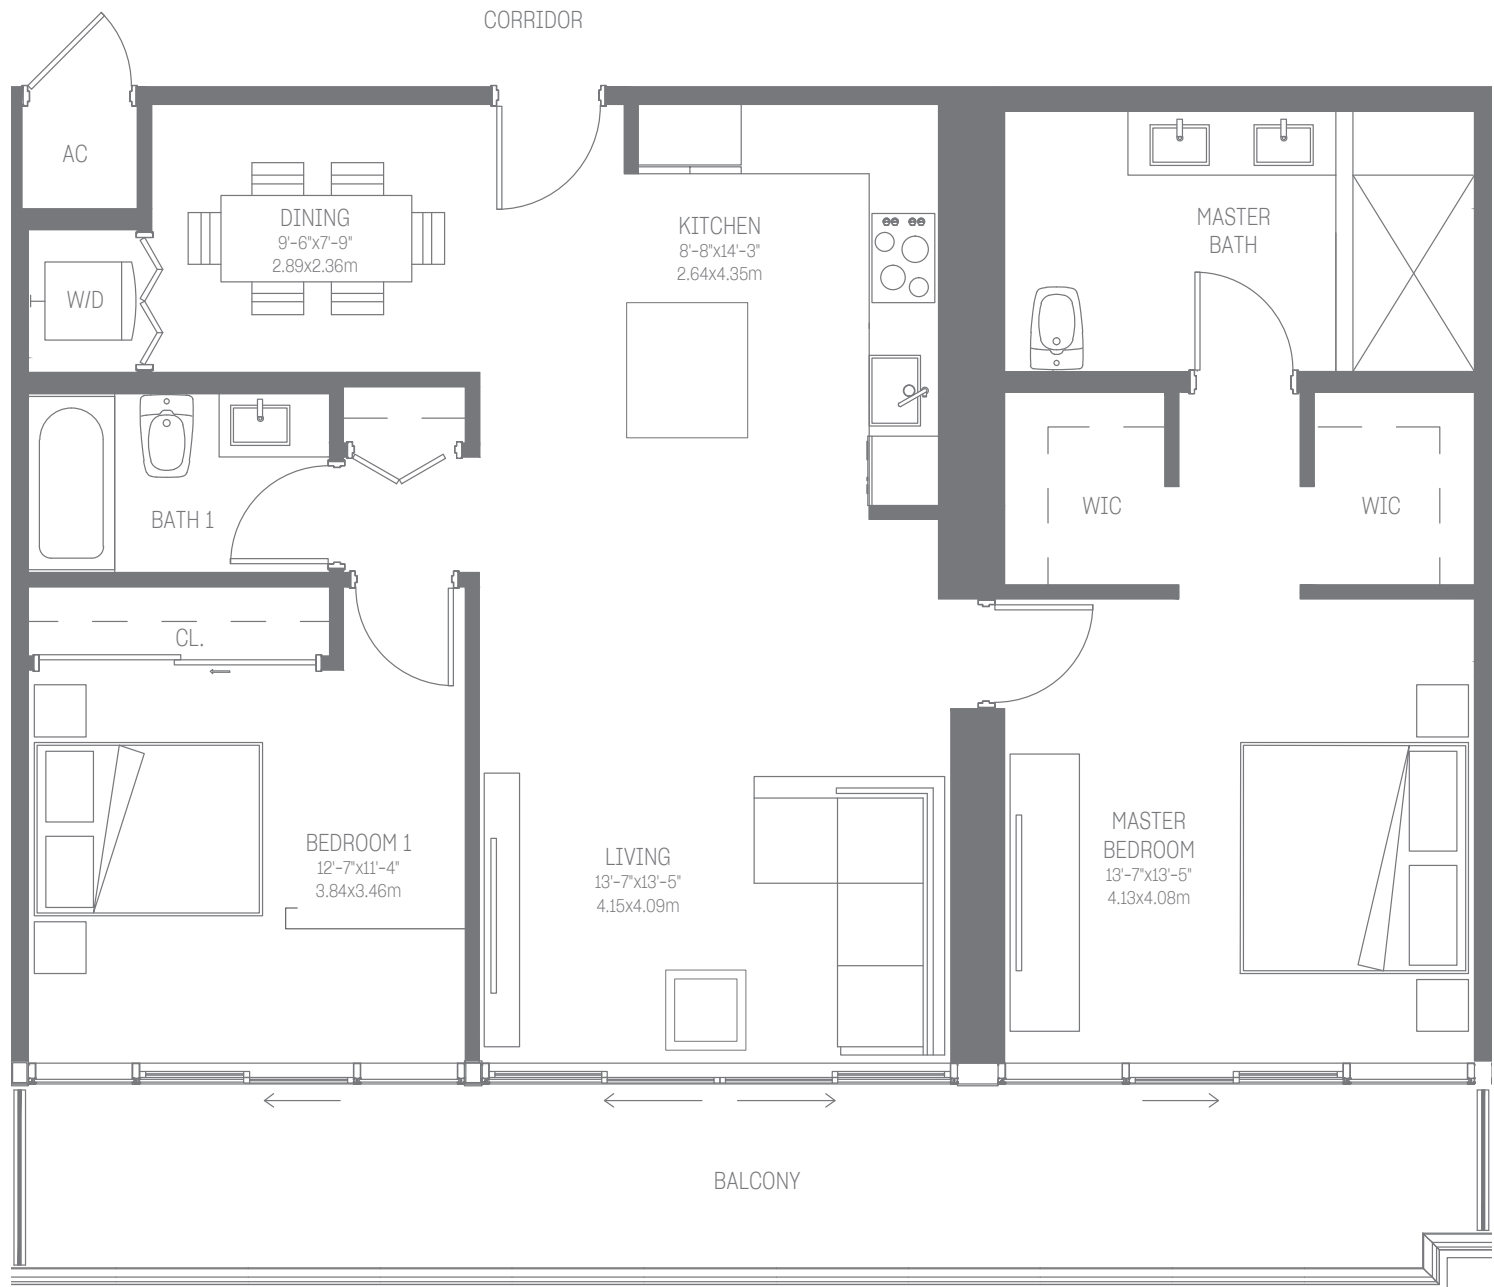 CORRIDOR
AC
DINING
9'-6"x7'-9"
2.89x2.36m
KITCHEN
8'-8"x14'-3"
2.64x4.35m
MASTER
BATH
W/D
BATH 1
WIC
WIC
CL.
BEDROOM 1
12'-7"x11'-4"
3.84x3.46m
LIVING
13'-7"x13'-5"
4.15x4.09m
MASTER
BEDROOM
13'-7"x13'-5"
4.13x4.08m
BALCONY